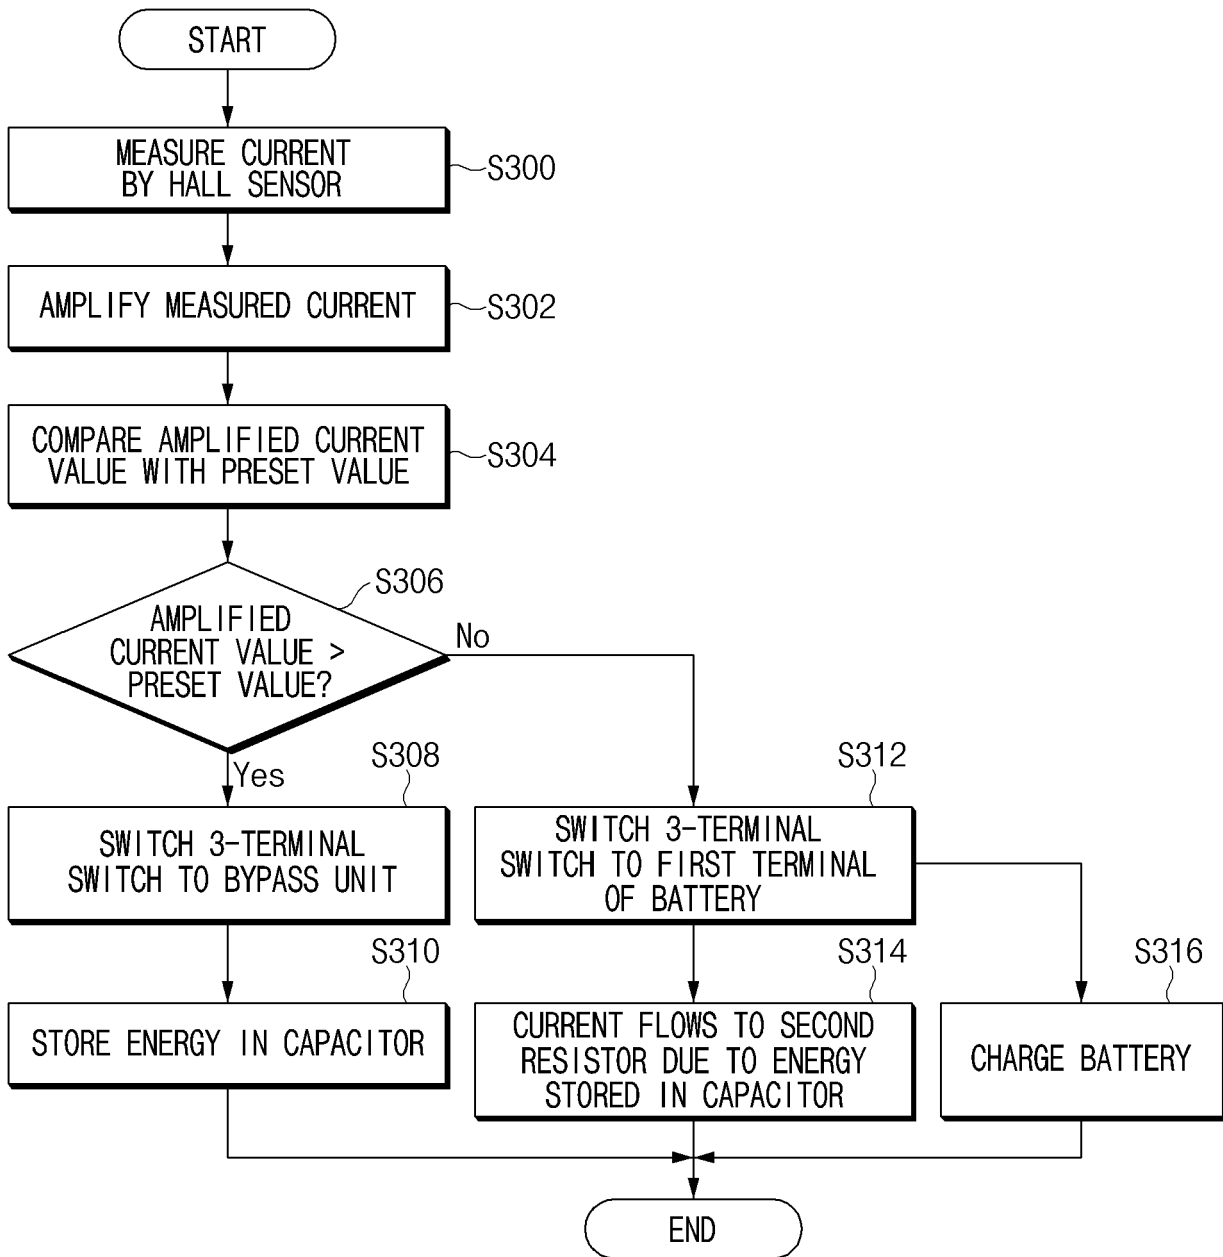 START
MEASURE CURRENT
BY HALL SENSOR
S300
AMPLIFY MEASURED CURRENT
S302
COMPARE AMPLIFIED CURRENT
VALUE WITH PRESET VALUE
S304
S306
AMPLIFIED
CURRENT VALUE >
PRESET VALUE?
No
Yes
S308
SWITCH 3-TERMINAL
SWITCH TO BYPASS UNIT
S312
SWITCH 3-TERMINAL
SWITCH TO FIRST TERMINAL
OF BATTERY
S310
STORE ENERGY IN CAPACITOR
S314
CURRENT FLOWS TO SECOND
RESISTOR DUE TO ENERGY
STORED IN CAPACITOR
S316
CHARGE BATTERY
END